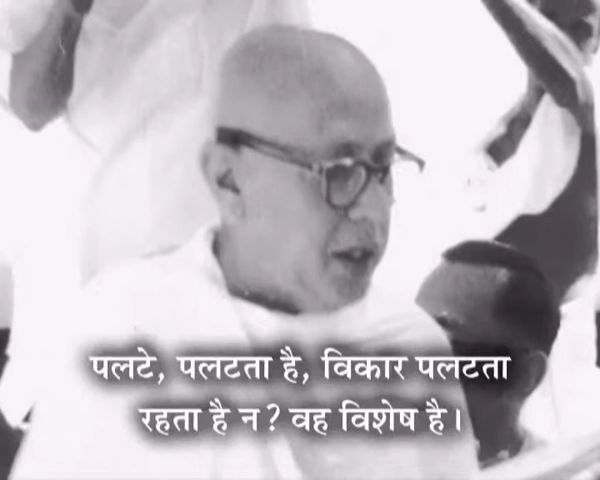 पलटे, पलटता है, विकार पलटता
रहता है न? वह विशेष है।